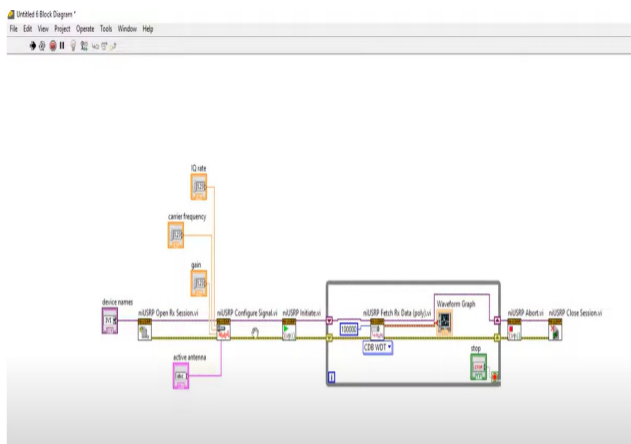 Untitled 6 Block Diagram *
File Edit View Project Operate Tools Window Help
IQ rate
carrier frequency
gain
device names
niUSRP Open Rx Session.vi
niUSRP Configure Signal.vi
niUSRP Initiate.vi
niUSRP Fetch Rx Data (poly).vi
Waveform Graph
niUSRP Abort.vi
niUSRP Close Session.vi
100000
CDB WDT
active antenna
stop
i